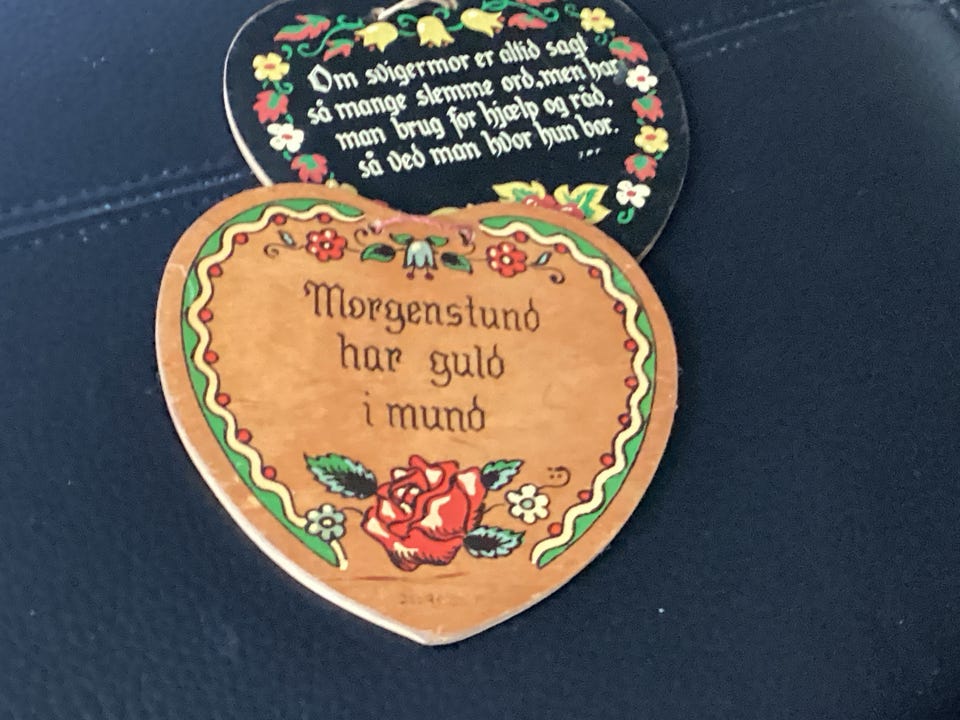 Om svigermor er altid sagt
så mange slemme ord, men har
man brug for hjælp og råd,
så ved man hvor hun bor.
Morgenstund
har guld
i mund